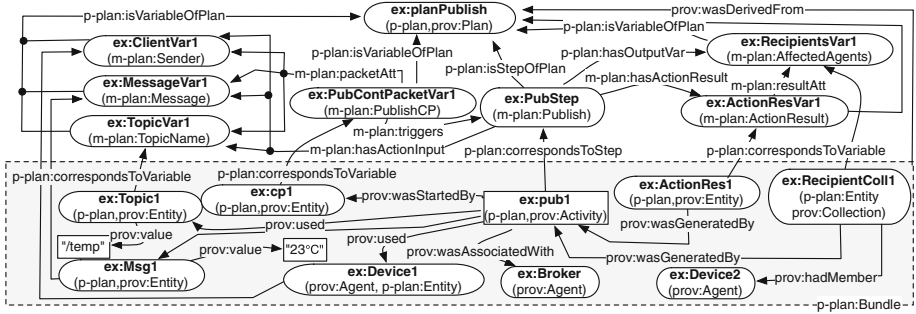 p-plan:isVariableOfPlan
ex:planPublish
(p-plan,prov:Plan)
prov:wasDerivedFrom
ex:ClientVar1
(m-plan:Sender)
p-plan:isVariableOfPlan
p-plan:isVariableOfPlan
p-plan:hasOutputVar
ex:RecipientsVar1
(m-plan:AffectedAgents)
p-plan:isStepOfPlan
ex:MessageVar1
(m-plan:Message)
m-plan:packetAtt
ex:PubContPacketVar1
(m-plan:PublishCP)
ex:PubStep
(m-plan:Publish)
m-plan:hasActionResult
m-plan:resultAtt
ex:ActionResVar1
(m-plan:ActionResult)
ex:TopicVar1
(m-plan:TopicName)
m-plan:triggers
m-plan:hasActionInput
p-plan:correspondsToStep
p-plan:correspondsToVariable
p-plan:correspondsToVariable
p-plan:correspondsToVariable
ex:Topic1
(p-plan,prov:Entity)
ex:cp1
(p-plan,prov:Entity)
prov:wasStartedBy
ex:pub1
(p-plan,prov:Activity)
ex:ActionRes1
(p-plan,prov:Entity)
ex:RecipientColl1
(p-plan:Entity
prov:Collection)
prov:value
"/temp"
prov:used
prov:wasGeneratedBy
prov:value
"23°C"
prov:used
prov:wasAssociatedWith
prov:wasGeneratedBy
ex:Msg1
(p-plan,prov:Entity)
ex:Device1
(prov:Agent, p-plan:Entity)
ex:Broker
(prov:Agent)
ex:Device2
(prov:Agent)
prov:hadMember
p-plan:Bundle